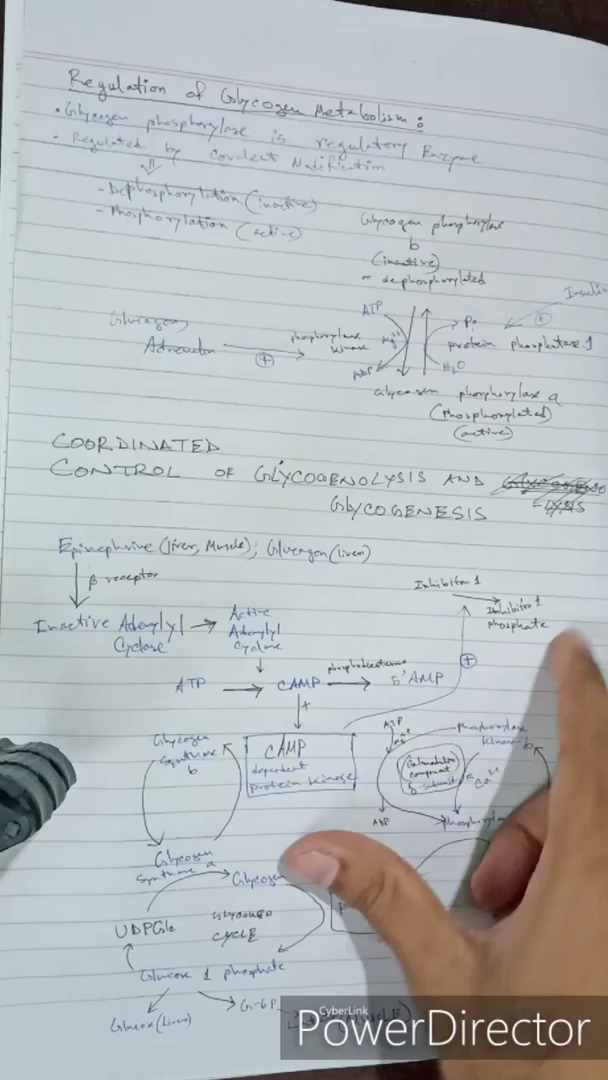 Regulation of Glycogen Metabolism:
• Glycogen phosphorylase is regulatory Enzyme
• Regulated by Covalent Modification
- Dephosphorylation (inactive)
- Phosphorylation (active)
Glycogen phosphorylase
b
(inactive)
or dephosphorylated
ATP
Mg2+
ADP
Pi
H2O
Insulin
protein phosphatase 1
Glucagon
phosphorylase
kinase
Glycogen phosphorylase a
(Phosphorylated)
(active)
COORDINATED
CONTROL OF GLYCOGENOLYSIS AND
GLYCOGENESIS
Epinephrine (liver, Muscle); Glucagon (liver)
β receptor
Inactive Adenylyl
Cyclase
Active
Adenylyl
Cyclase
Inhibitor 1
Inhibitor 1
phosphate
ATP
cAMP
5'AMP
+
Glycogen
Synthase
b
cAMP
dependent
protein kinase
ATP
Mg2+
phosphorylase
kinase b
Calmodulin
component
δ-subunit
Ca2+
ADP
Glycogen
Synthase a
Glycogen
UDPGlc
CYCLE
Glucose 1 phosphate
Glucose (Liver)
G-6P
CyberLink
PowerDirector